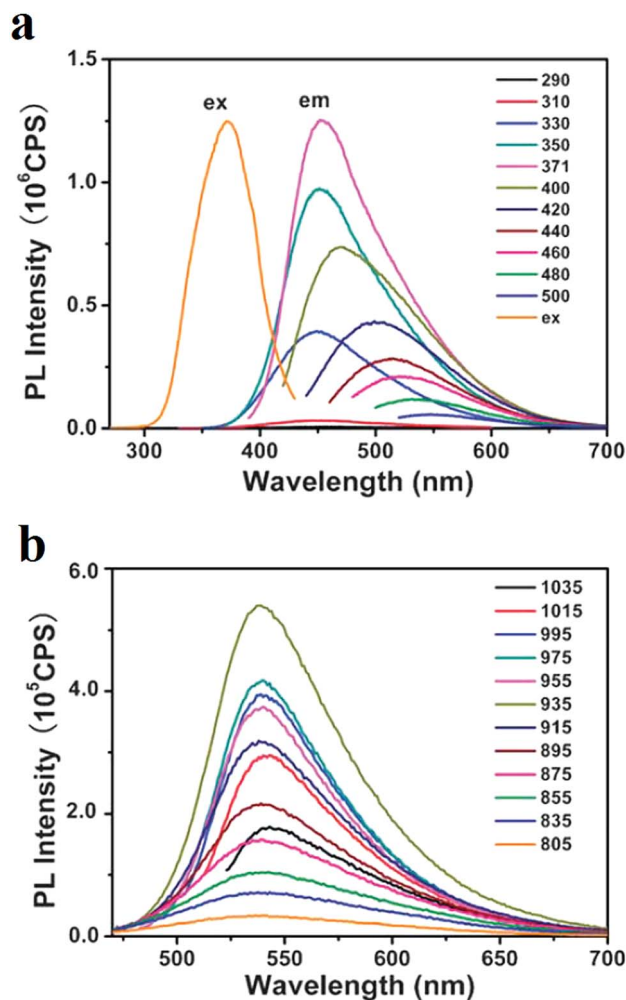 a
1.5
1.0
0.5
0.0
PL Intensity (10⁶CPS)
ex
em
290
310
330
350
371
400
420
440
460
480
500
ex
300 400 500 600 700
Wavelength (nm)
b
6.0
4.0
2.0
0.0
PL Intensity (10⁵CPS)
1035
1015
995
975
955
935
915
895
875
855
835
805
500 550 600 650 700
Wavelength (nm)